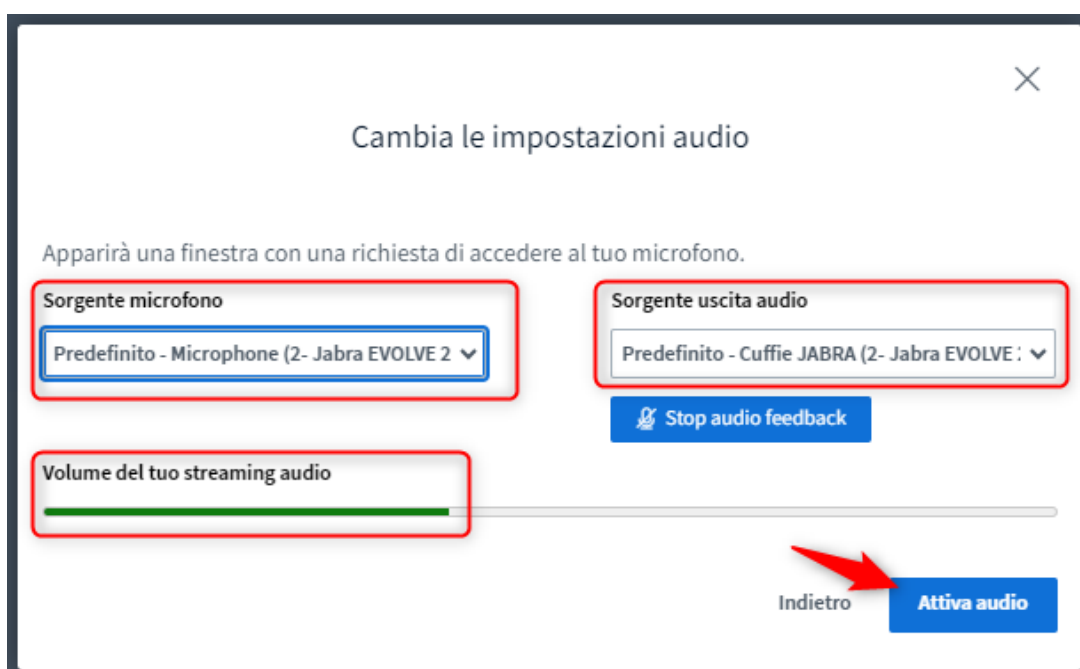 Cambia le impostazioni audio
Apparirà una finestra con una richiesta di accedere al tuo microfono.
Sorgente microfono
Sorgente uscita audio
Predefinito - Microphone (2- Jabra EVOLVE 2
Predefinito - Cuffie JABRA (2- Jabra EVOLVE
Stop audio feedback
Volume del tuo streaming audio
Indietro
Attiva audio